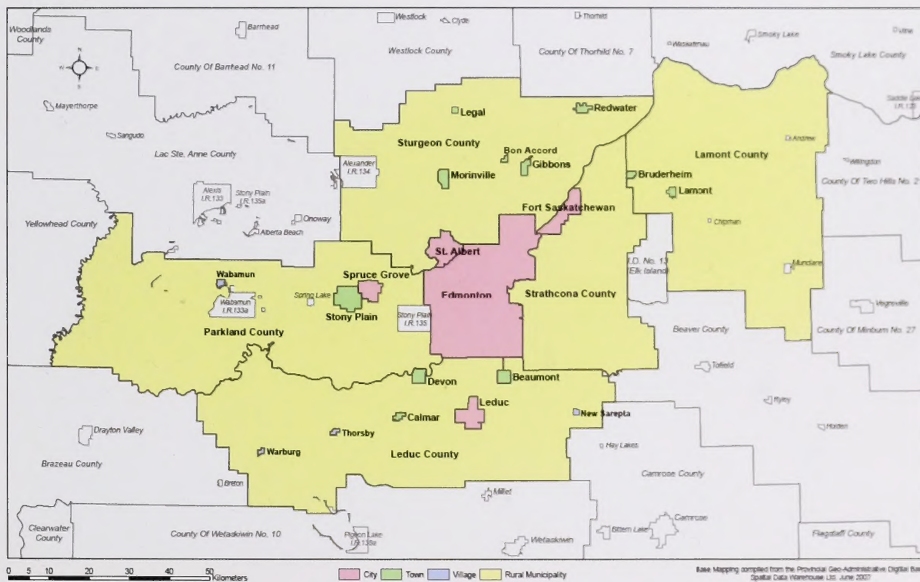 Westlock
Clyde
Thorhild
Woodlands
County
Barrhead
Waskatenau
Smoky Lake
Vilna
Westlock County
County Of Thorhild No. 7
Smoky Lake County
County Of Barrhead No. 11
N
W
E
S
Mayerthorpe
Legal
Redwater
Saddle Lake
I.R.125
Sangudo
Sturgeon County
Andrew
Lac Ste. Anne County
Bon Accord
Gibbons
Lamont County
Alexander
I.R.134
Willingdon
Morinville
Bruderheim
County Of Two Hills No. 2
Lamont
Alexis
I.R.133
Stony Plain
I.R.135a
Fort Saskatchewan
Chipman
Onoway
Yellowhead County
Alberta Beach
St. Albert
I.D. No. 13
(Elk Island)
Mundare
Wabamun
Spruce Grove
Edmonton
Strathcona County
Wabamun
I.R.133a
Spring Lake
Stony Plain
Stony Plain
I.R.135
Vegreville
Parkland County
Beaver County
County Of Minburn No. 27
Tofield
Devon
Beaumont
Ryley
Leduc
Calmar
New Sarepta
Holden
Drayton Valley
Thorsby
Hay Lakes
Warburg
Leduc County
Brazeau County
Camrose County
Breton
Millet
Clearwater
County
County Of Wetaskiwin No. 10
Pigeon Lake
I.R.138a
Wetaskiwin
Bittern Lake
Camrose
Flagstaff County
0 5 10 20 30 40 50
Kilometers
City
Town
Village
Rural Municipality
Base Mapping compiled from the Provincial Geo-Administrative Digital Bas
Spatial Data Warehouse Ltd. June 2007